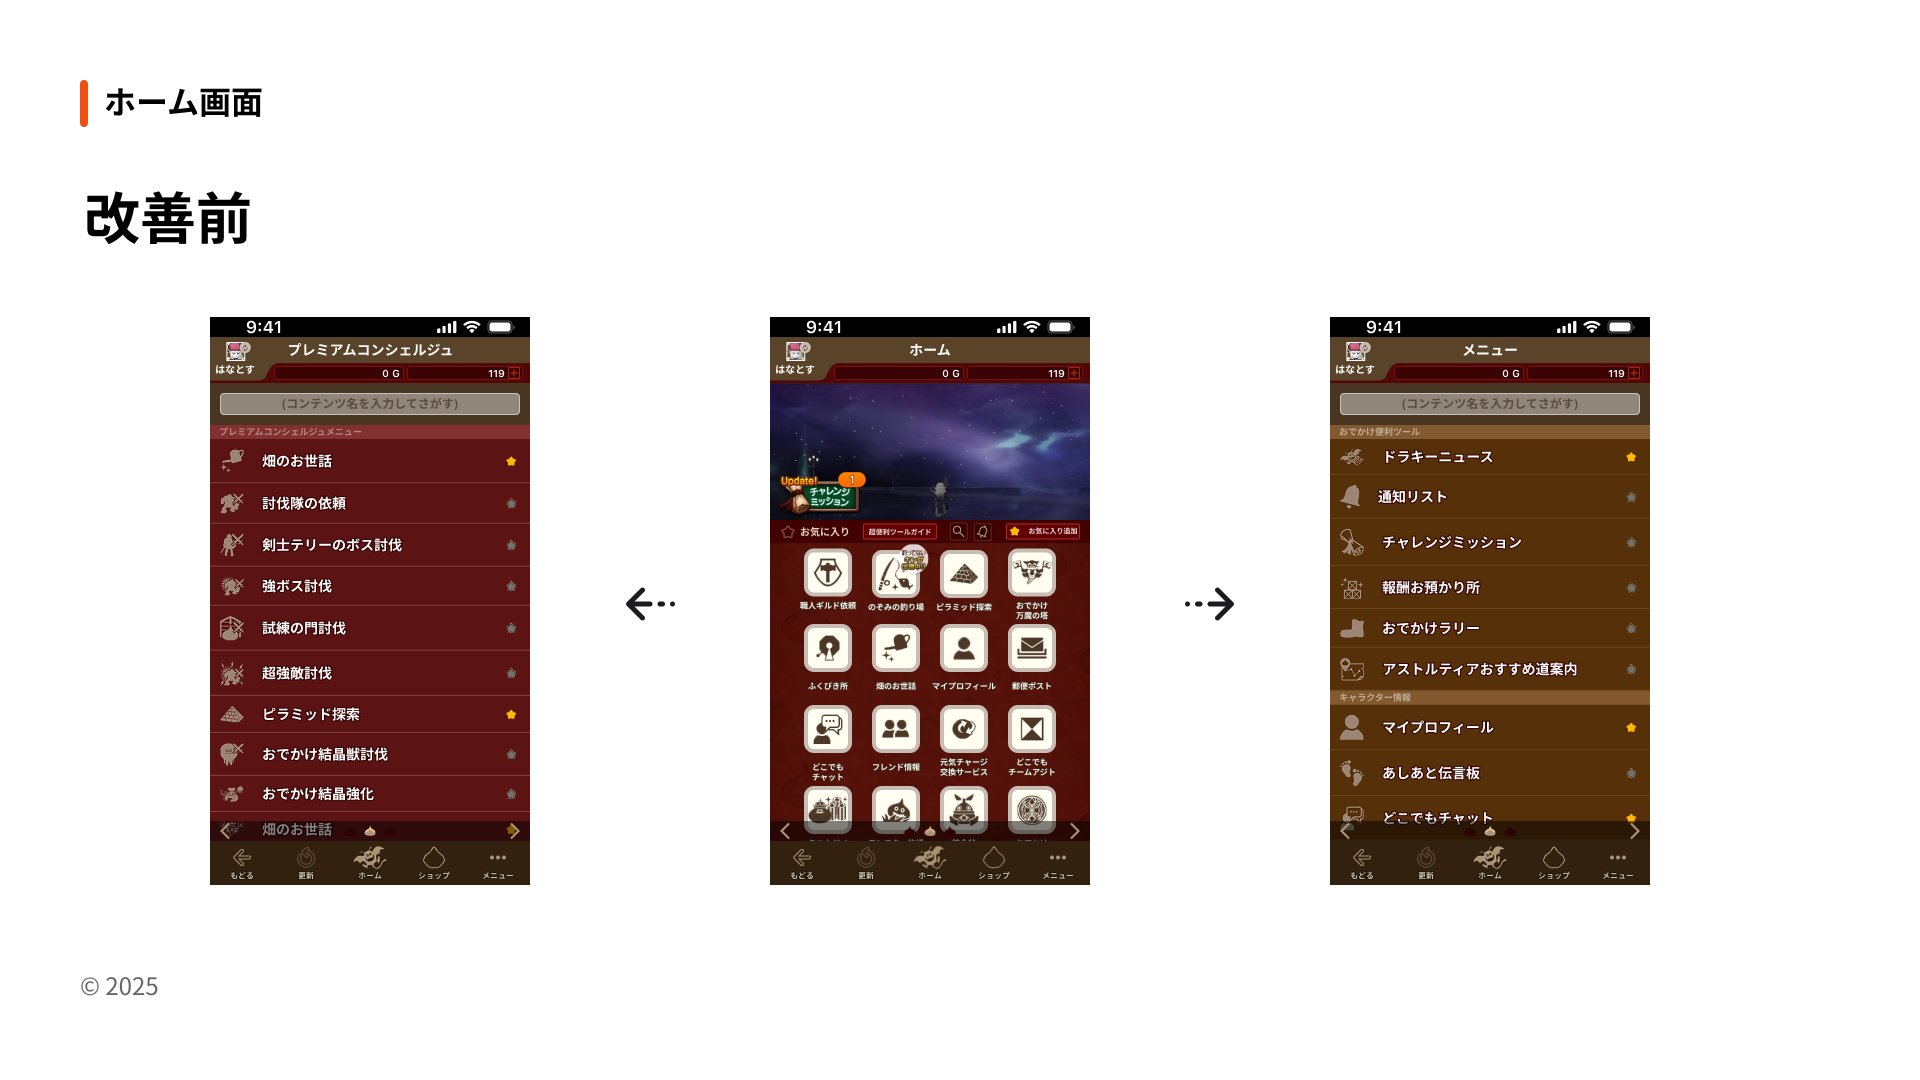 ホーム画面
改善前
9:41
プレミアムコンシェルジュ
はなとす
0 G
119
(コンテンツ名を入力してさがす)
プレミアムコンシェルジュメニュー
畑のお世話
討伐隊の依頼
剣士テリーのボス討伐
強ボス討伐
試練の門討伐
超強敵討伐
ピラミッド探索
おでかけ結晶獣討伐
おでかけ結晶強化
畑のお世話
もどる
更新
ホーム
ショップ
メニュー
9:41
ホーム
はなとす
0 G
119
Update!
1
チャレンジ
ミッション
お気に入り
超便利ツールガイド
お気に入り追加
職人ギルド依頼
のぞみの釣り場
ピラミッド探索
おでかけ
万魔の塔
ふくびき所
畑のお世話
マイプロフィール
郵便ポスト
どこでも
チャット
フレンド情報
元気チャージ
交換サービス
どこでも
チームアジト
もどる
更新
ホーム
ショップ
メニュー
9:41
メニュー
はなとす
0 G
119
(コンテンツ名を入力してさがす)
おでかけ便利ツール
ドラキーニュース
通知リスト
チャレンジミッション
報酬お預かり所
おでかけラリー
アストルティアおすすめ道案内
キャラクター情報
マイプロフィール
あしあと伝言板
どこでもチャット
もどる
更新
ホーム
ショップ
メニュー
© 2025